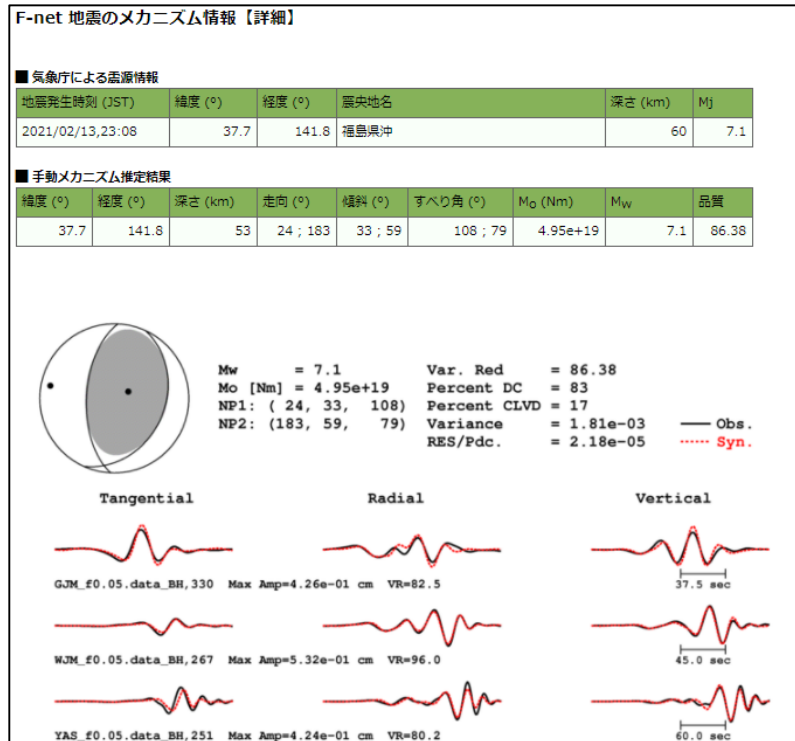 F-net 地震のメカニズム情報【詳細】
■ 気象庁による震源情報
地震発生時刻 (JST) 緯度 (º) 経度 (º) 震央地名 深さ (km) Mj
2021/02/13,23:08 37.7 141.8 福島県沖 60 7.1
■ 手動メカニズム推定結果
緯度 (º) 経度 (º) 深さ (km) 走向 (º) 傾斜 (º) すべり角 (º) M0 (Nm) MW 品質
37.7 141.8 53 24 ; 183 33 ; 59 108 ; 79 4.95e+19 7.1 86.38
Mw = 7.1 Var. Red = 86.38
Mo [Nm] = 4.95e+19 Percent DC = 83
NP1: ( 24, 33, 108) Percent CLVD = 17
NP2: (183, 59, 79) Variance = 1.81e-03 Obs.
RES/Pdc. = 2.18e-05 Syn.
Tangential Radial Vertical
GJM_f0.05.data_BH,330 Max Amp=4.26e-01 cm VR=82.5 37.5 sec
WJM_f0.05.data_BH,267 Max Amp=5.32e-01 cm VR=96.0 45.0 sec
YAS_f0.05.data_BH,251 Max Amp=4.24e-01 cm VR=80.2 60.0 sec